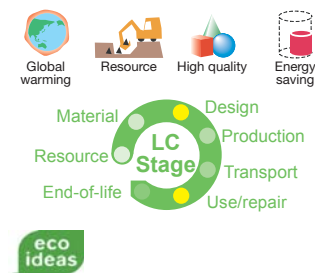 Global
warming
Resource
High quality
Energy
saving
Material
Design
Production
LC
Stage
Resource
Transport
End-of-life
Use/repair
eco
ideas